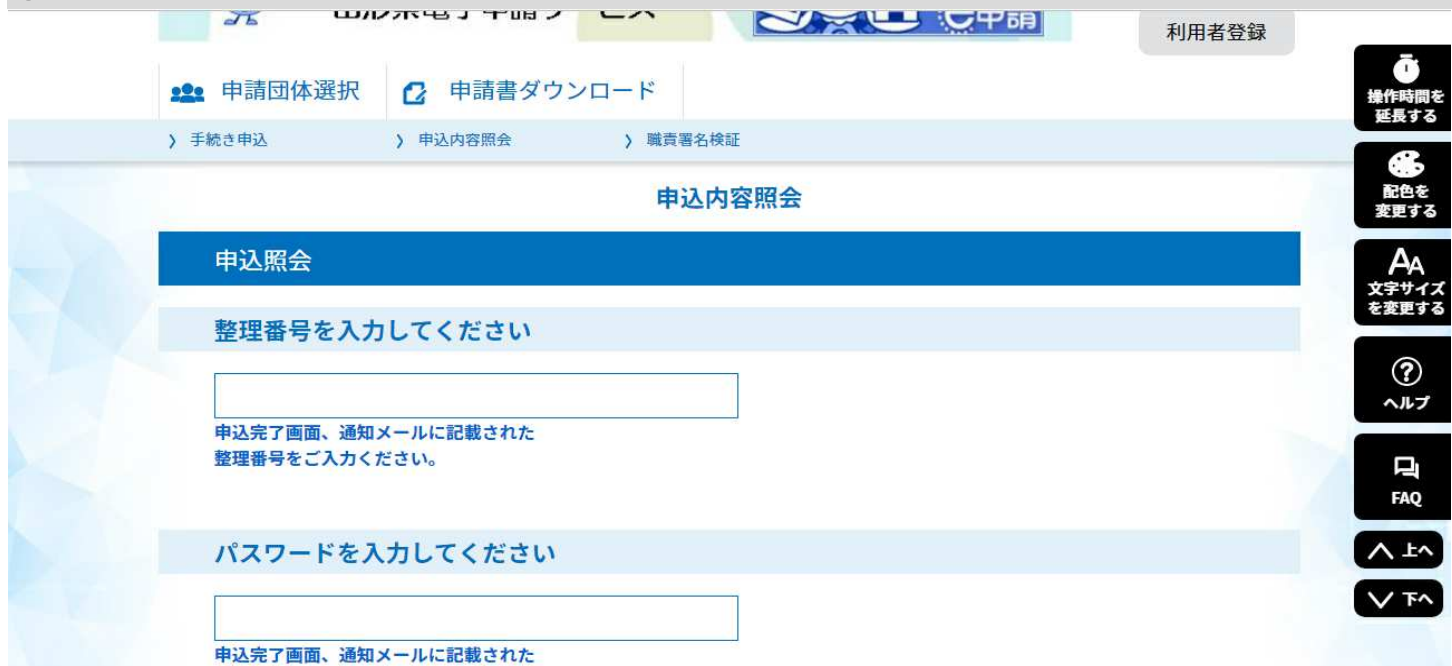 利用者登録
申請団体選択
申請書ダウンロード
手続き申込
申込内容照会
職責署名検証
申込内容照会
申込照会
整理番号を入力してください
申込完了画面、通知メールに記載された
整理番号をご入力ください。
パスワードを入力してください
申込完了画面、通知メールに記載された
操作時間を
延長する
配色を
変更する
AA
文字サイズ
を変更する
?
ヘルプ
FAQ
上へ
下へ